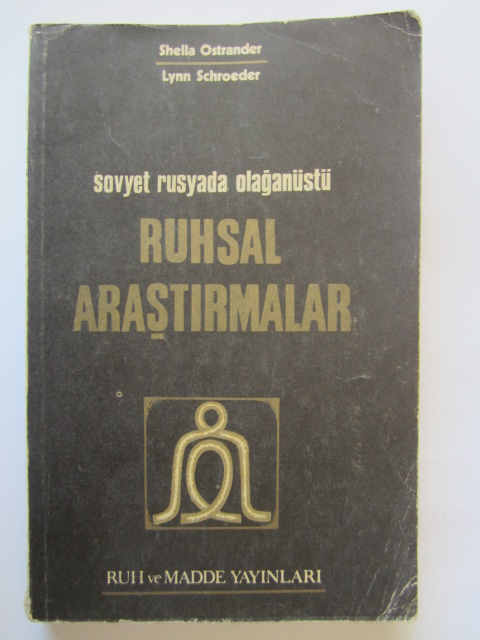 Sheila Ostrander
Lynn Schroeder
sovyet rusyada olağanüstü
RUHSAL
ARAŞTIRMALAR
RUH ve MADDE YAYINLARI